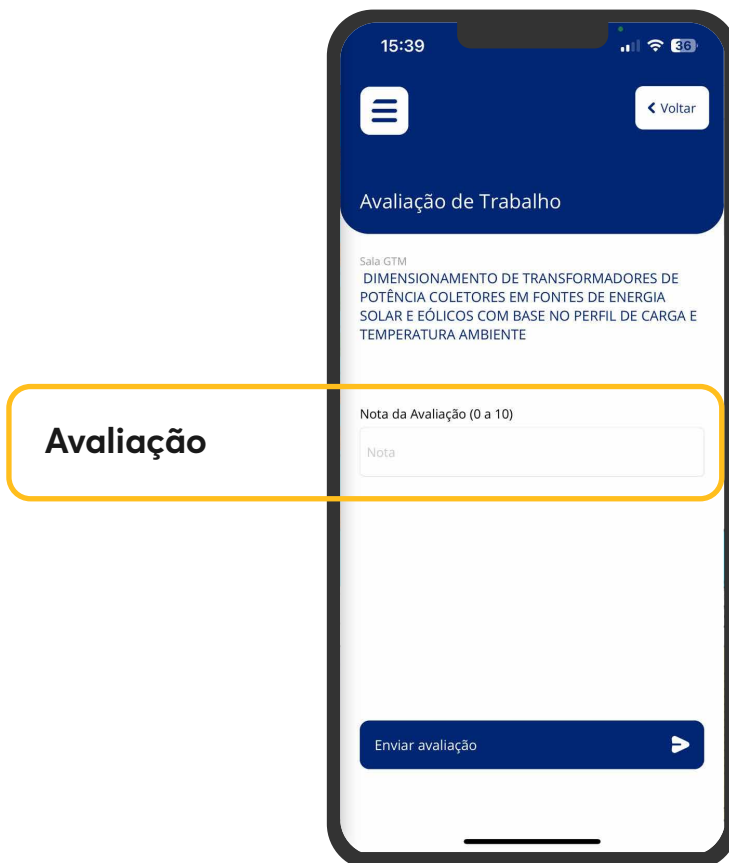 15:39
36
Voltar
Avaliação de Trabalho
Sala GTM
DIMENSIONAMENTO DE TRANSFORMADORES DE
POTÊNCIA COLETORES EM FONTES DE ENERGIA
SOLAR E EÓLICOS COM BASE NO PERFIL DE CARGA E
TEMPERATURA AMBIENTE
Avaliação
Nota da Avaliação (0 a 10)
Nota
Enviar avaliação